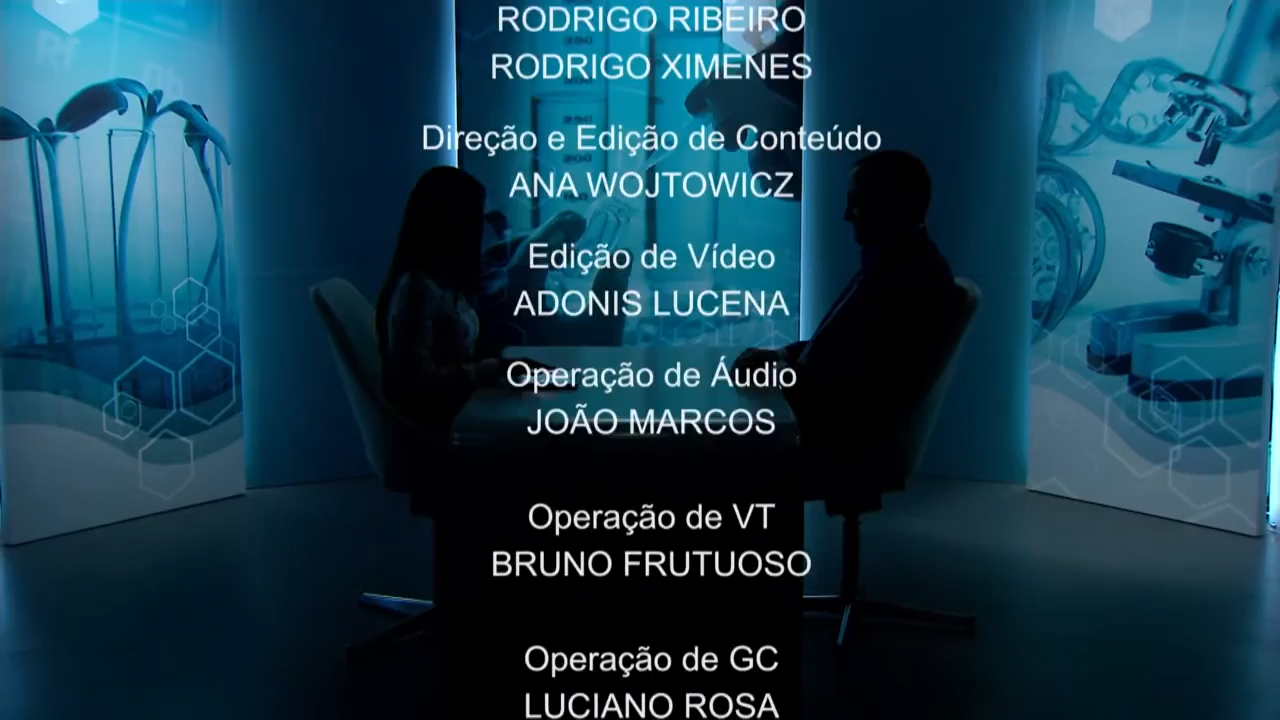 RODRIGO RIBEIRO
RODRIGO XIMENES
Direção e Edição de Conteúdo
ANA WOJTOWICZ
Edição de Vídeo
ADONIS LUCENA
Operação de Áudio
JOÃO MARCOS
Operação de VT
BRUNO FRUTUOSO
Operação de GC
LUCIANO ROSA